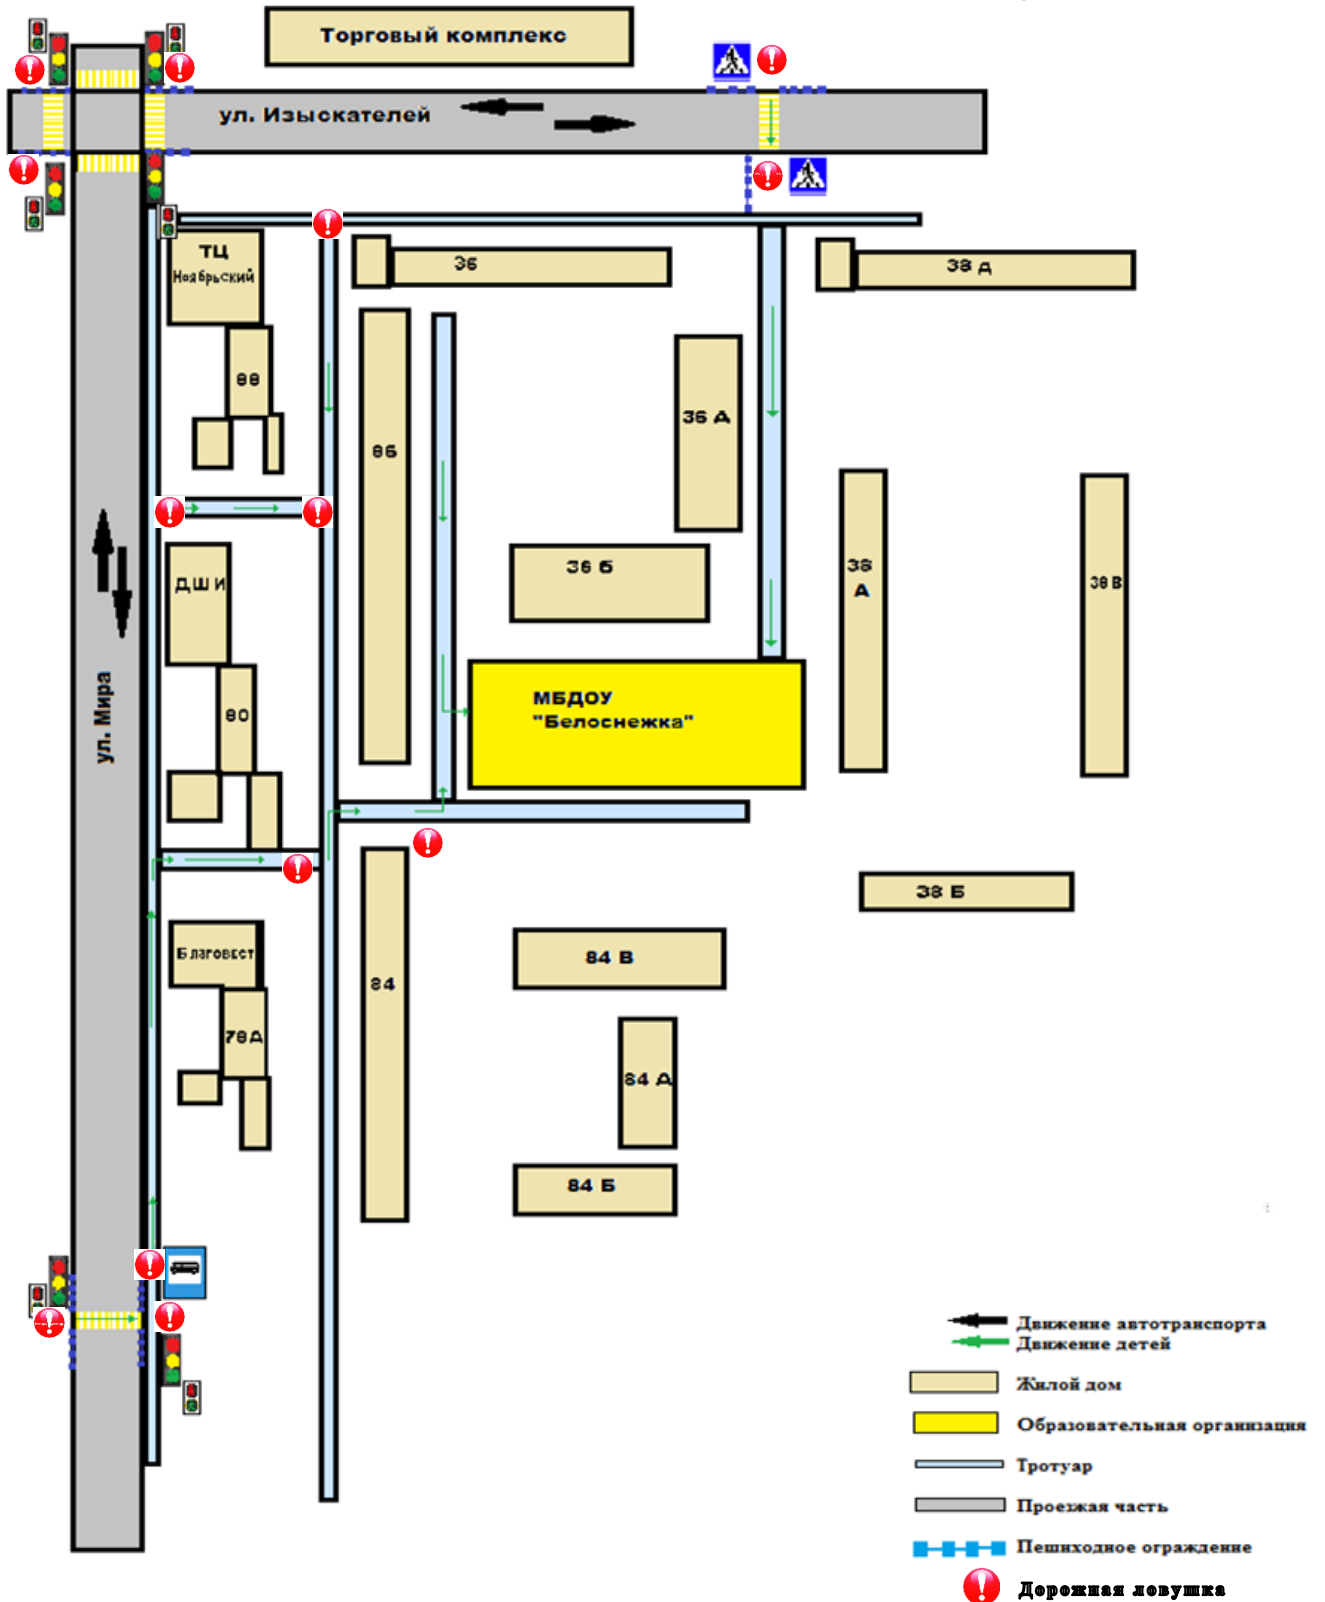 Торговый комплекс
ул. Изыскателей
ТЦ
Ноябрьский
36
38 д
88
86
36 А
36 б
38
А
38 В
ДШИ
80
ул. Мира
МБДОУ
"Белоснежка"
38 Б
Благовест
84
84 В
78А
84 А
84 Б
Движение автотранспорта
Движение детей
Жилой дом
Образовательная организация
Тротуар
Проезжая часть
Пешиходное ограждение
Дорожная ловушка